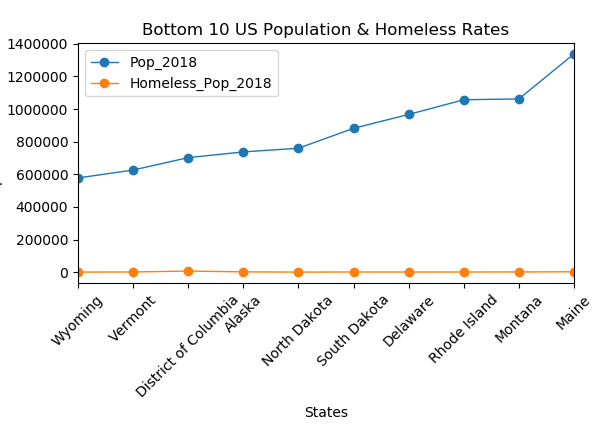 Bottom 10 US Population & Homeless Rates
Pop_2018
Homeless_Pop_2018
1400000
1200000
1000000
800000
600000
400000
200000
0
Wyoming
Vermont
District of Columbia
Alaska
North Dakota
South Dakota
Delaware
Rhode Island
Montana
Maine
States